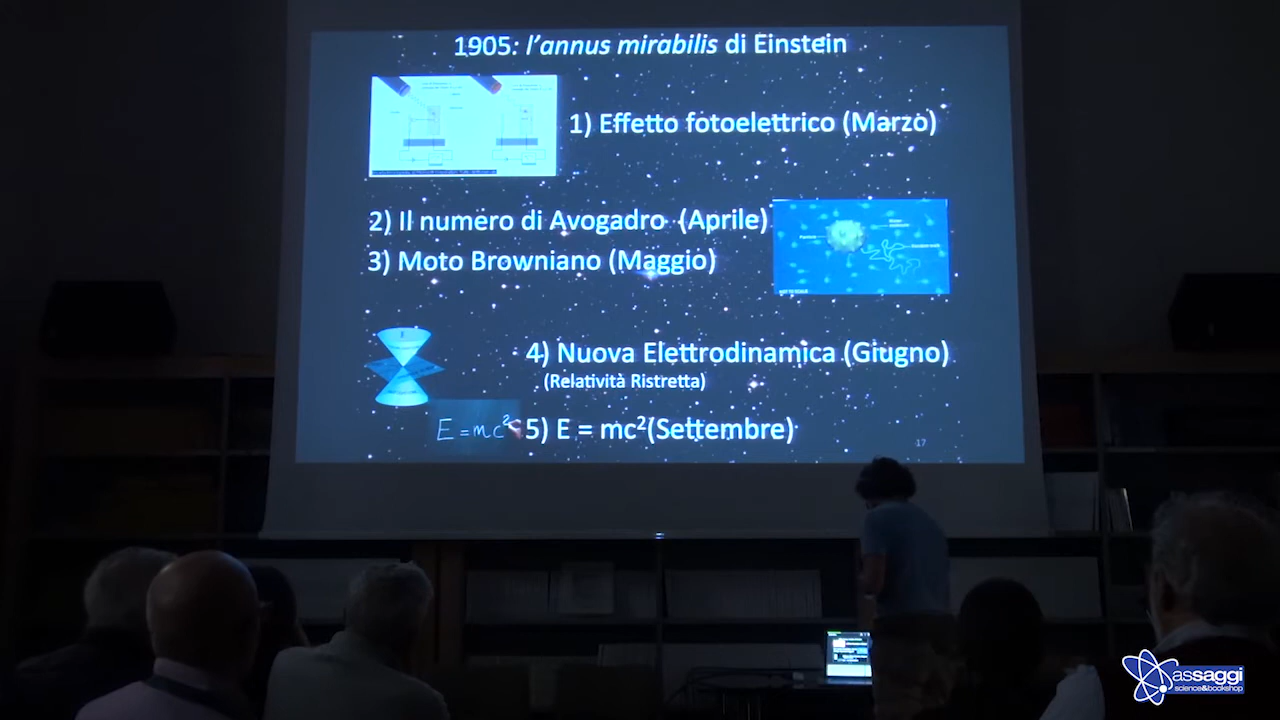 1905: l'annus mirabilis di Einstein
1) Effetto fotoelettrico (Marzo)
2) Il numero di Avogadro (Aprile)
3) Moto Browniano (Maggio)
4) Nuova Elettrodinamica (Giugno)
(Relatività Ristretta)
E = mc²
5) E = mc²(Settembre)
17
assaggi
science&bookshop